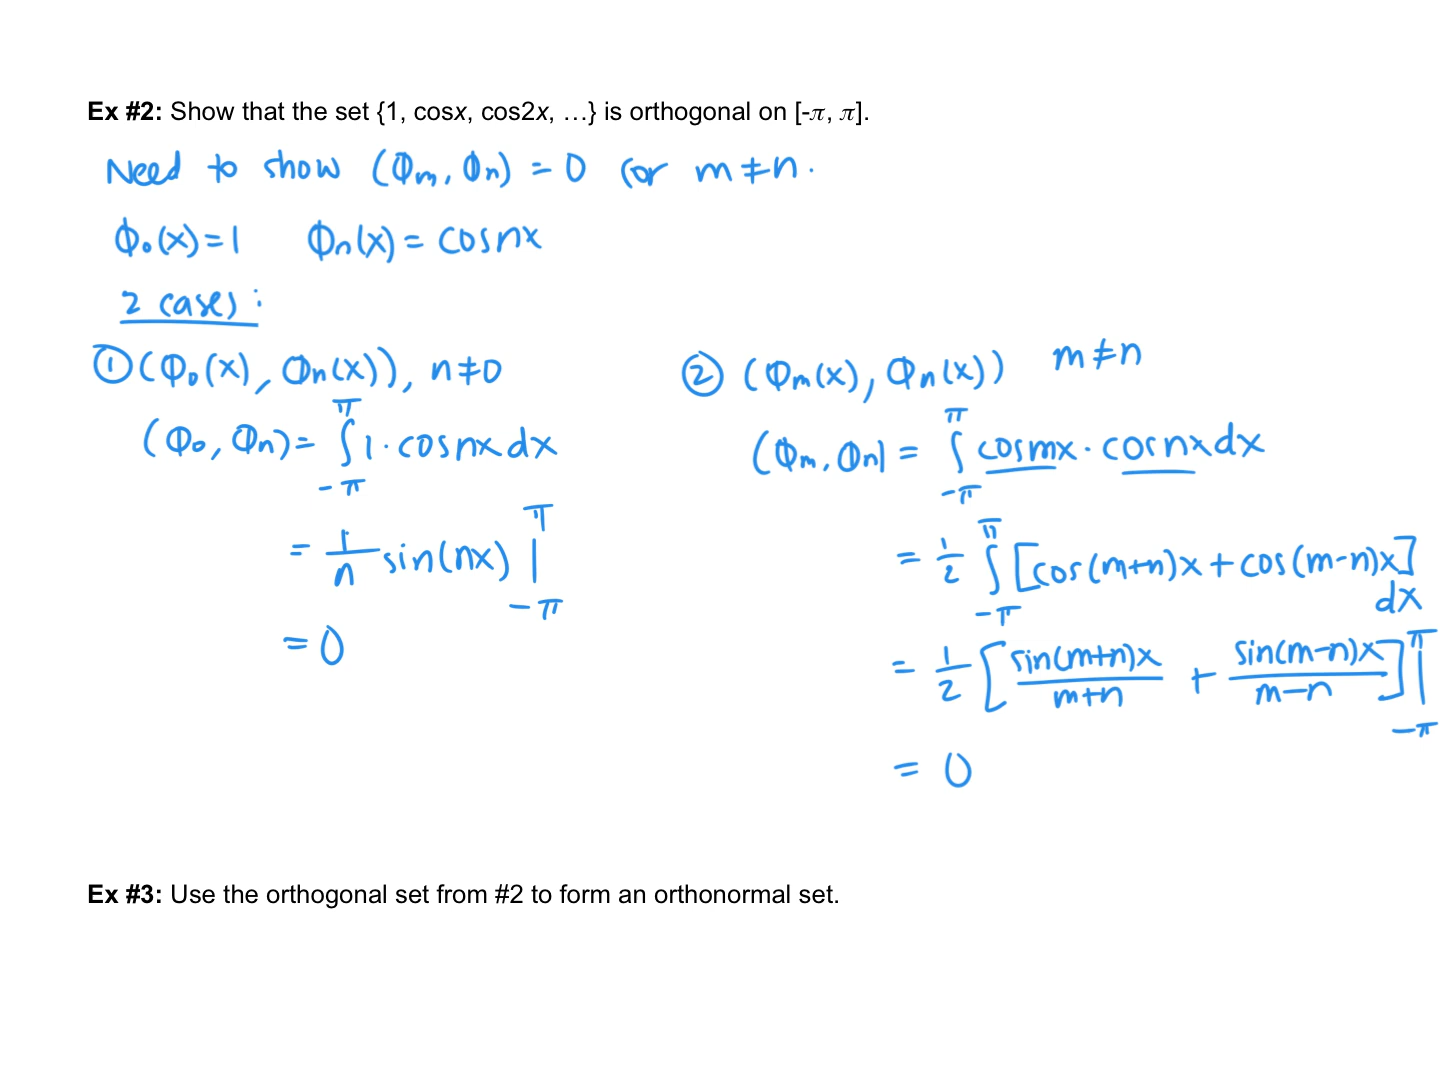 Ex #2: Show that the set {1, cosx, cos2x, …} is orthogonal on [-π, π].
Need to show (Φm, Φn) = 0 for m ≠ n.
Φ₀(x) = 1 Φn(x) = cosnx
2 cases:
① (Φ₀(x), Φn(x)), n ≠ 0
(Φ₀, Φn) = ∫_{-π}^{π} 1 · cosnx dx
= 1/n sin(nx) |_{-π}^{π}
= 0
② (Φm(x), Φn(x)) m ≠ n
(Φm, Φn) = ∫_{-π}^{π} cosmx · cosnx dx
= 1/2 ∫_{-π}^{π} [cos(m+n)x + cos(m-n)x] dx
= 1/2 [sin(m+n)x / m+n + sin(m-n)x / m-n] |_{-π}^{π}
= 0
Ex #3: Use the orthogonal set from #2 to form an orthonormal set.